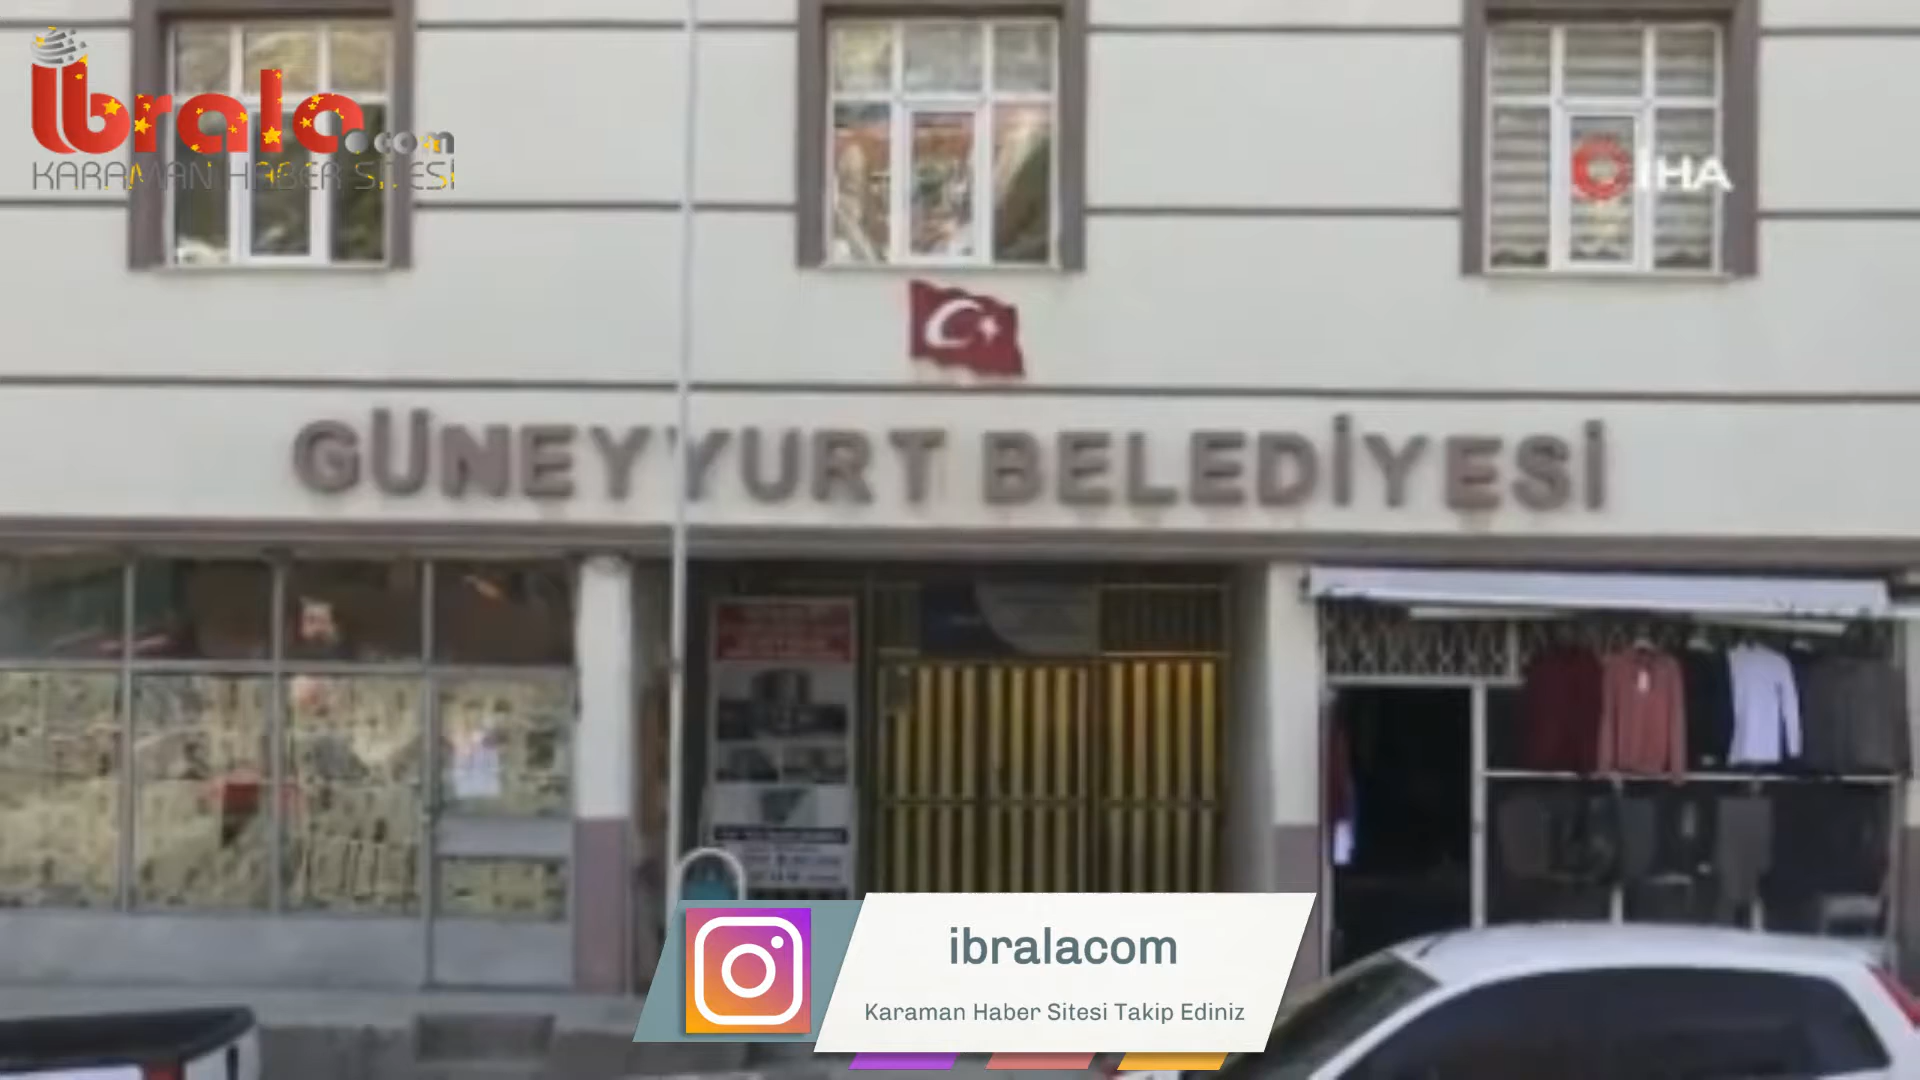 ibrala.com
KARAMAN HABER SİTESİ
İHA
GÜNEYYURT BELEDİYESİ
ibralacom
Karaman Haber Sitesi Takip Ediniz